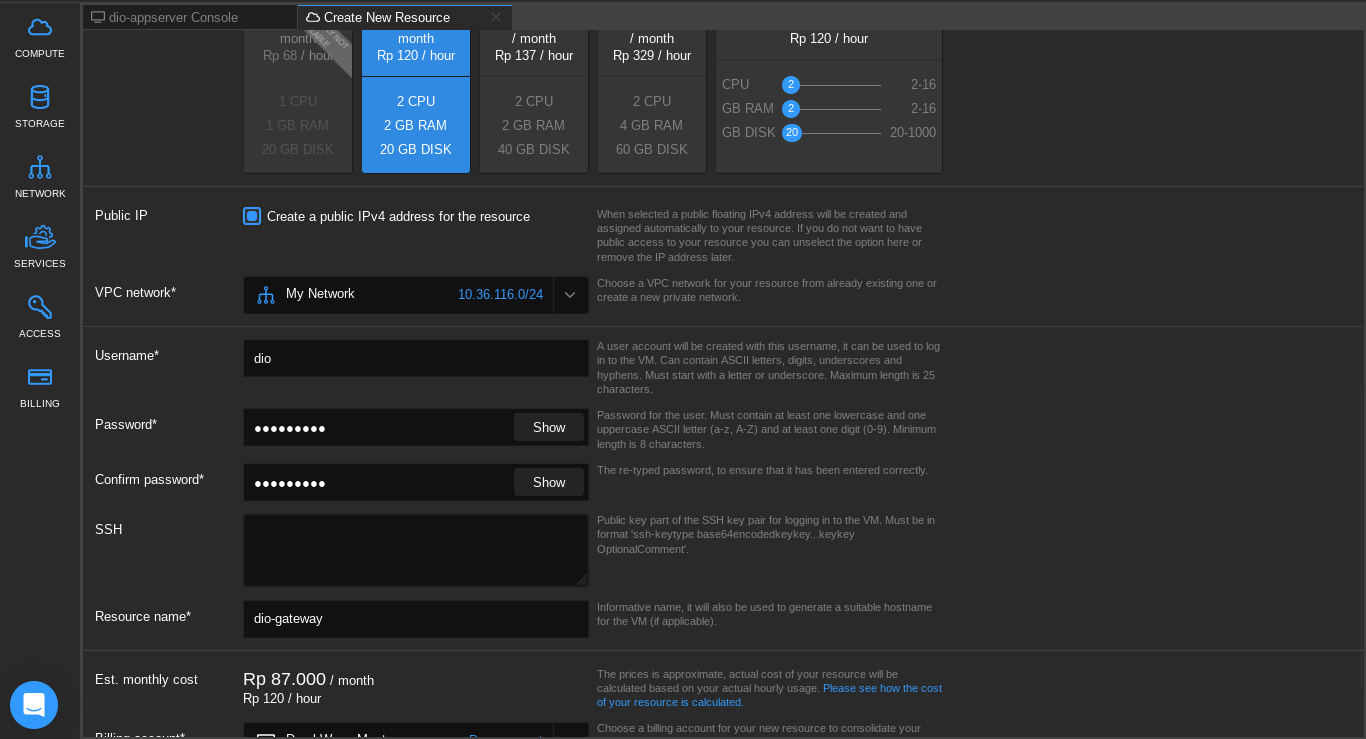 dio-appserver Console
Create New Resource
COMPUTE
STORAGE
NETWORK
SERVICES
ACCESS
BILLING
month
Rp 68 / hour
1 CPU
1 GB RAM
20 GB DISK
month
Rp 120 / hour
2 CPU
2 GB RAM
20 GB DISK
/ month
Rp 137 / hour
2 CPU
2 GB RAM
40 GB DISK
/ month
Rp 329 / hour
2 CPU
4 GB RAM
60 GB DISK
Rp 120 / hour
CPU 2 2-16
GB RAM 2 2-16
GB DISK 20 20-1000
Public IP
Create a public IPv4 address for the resource
When selected a public floating IPv4 address will be created and
assigned automatically to your resource. If you do not want to have
public access to your resource you can unselect the option here or
remove the IP address later.
VPC network*
My Network 10.36.116.0/24
Choose a VPC network for your resource from already existing one or
create a new private network.
Username*
dio
A user account will be created with this username, it can be used to log
in to the VM. Can contain ASCII letters, digits, underscores and
hyphens. Must start with a letter or underscore. Maximum length is 25
characters.
Password*
●●●●●●●●● Show
Password for the user. Must contain at least one lowercase and one
uppercase ASCII letter (a-z, A-Z) and at least one digit (0-9). Minimum
length is 8 characters.
Confirm password*
●●●●●●●●● Show
The re-typed password, to ensure that it has been entered correctly.
SSH
Public key part of the SSH key pair for logging in to the VM. Must be in
format 'ssh-keytype base64encodedkeykey...keykey
OptionalComment'.
Resource name*
dio-gateway
Informative name, it will also be used to generate a suitable hostname
for the VM (if applicable).
Est. monthly cost
Rp 87.000 / month
Rp 120 / hour
The prices is approximate, actual cost of your resource will be
calculated based on your actual hourly usage. Please see how the cost
of your resource is calculated.
Billing account*
Choose a billing account for your new resource to consolidate your